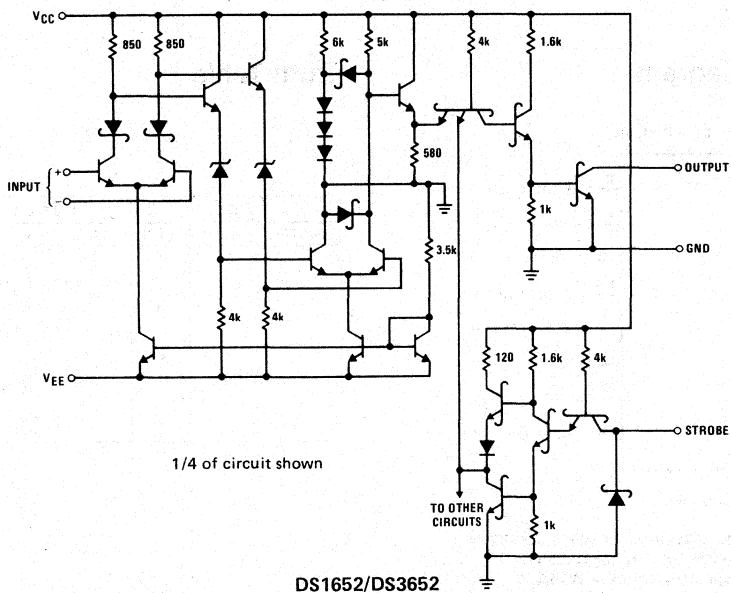 VCC
850
850
6k
5k
4k
1.6k
580
INPUT
+
−
OUTPUT
1k
GND
3.5k
4k
4k
VEE
120
1.6k
4k
STROBE
1/4 of circuit shown
TO OTHER
CIRCUITS
1k
DS1652/DS3652